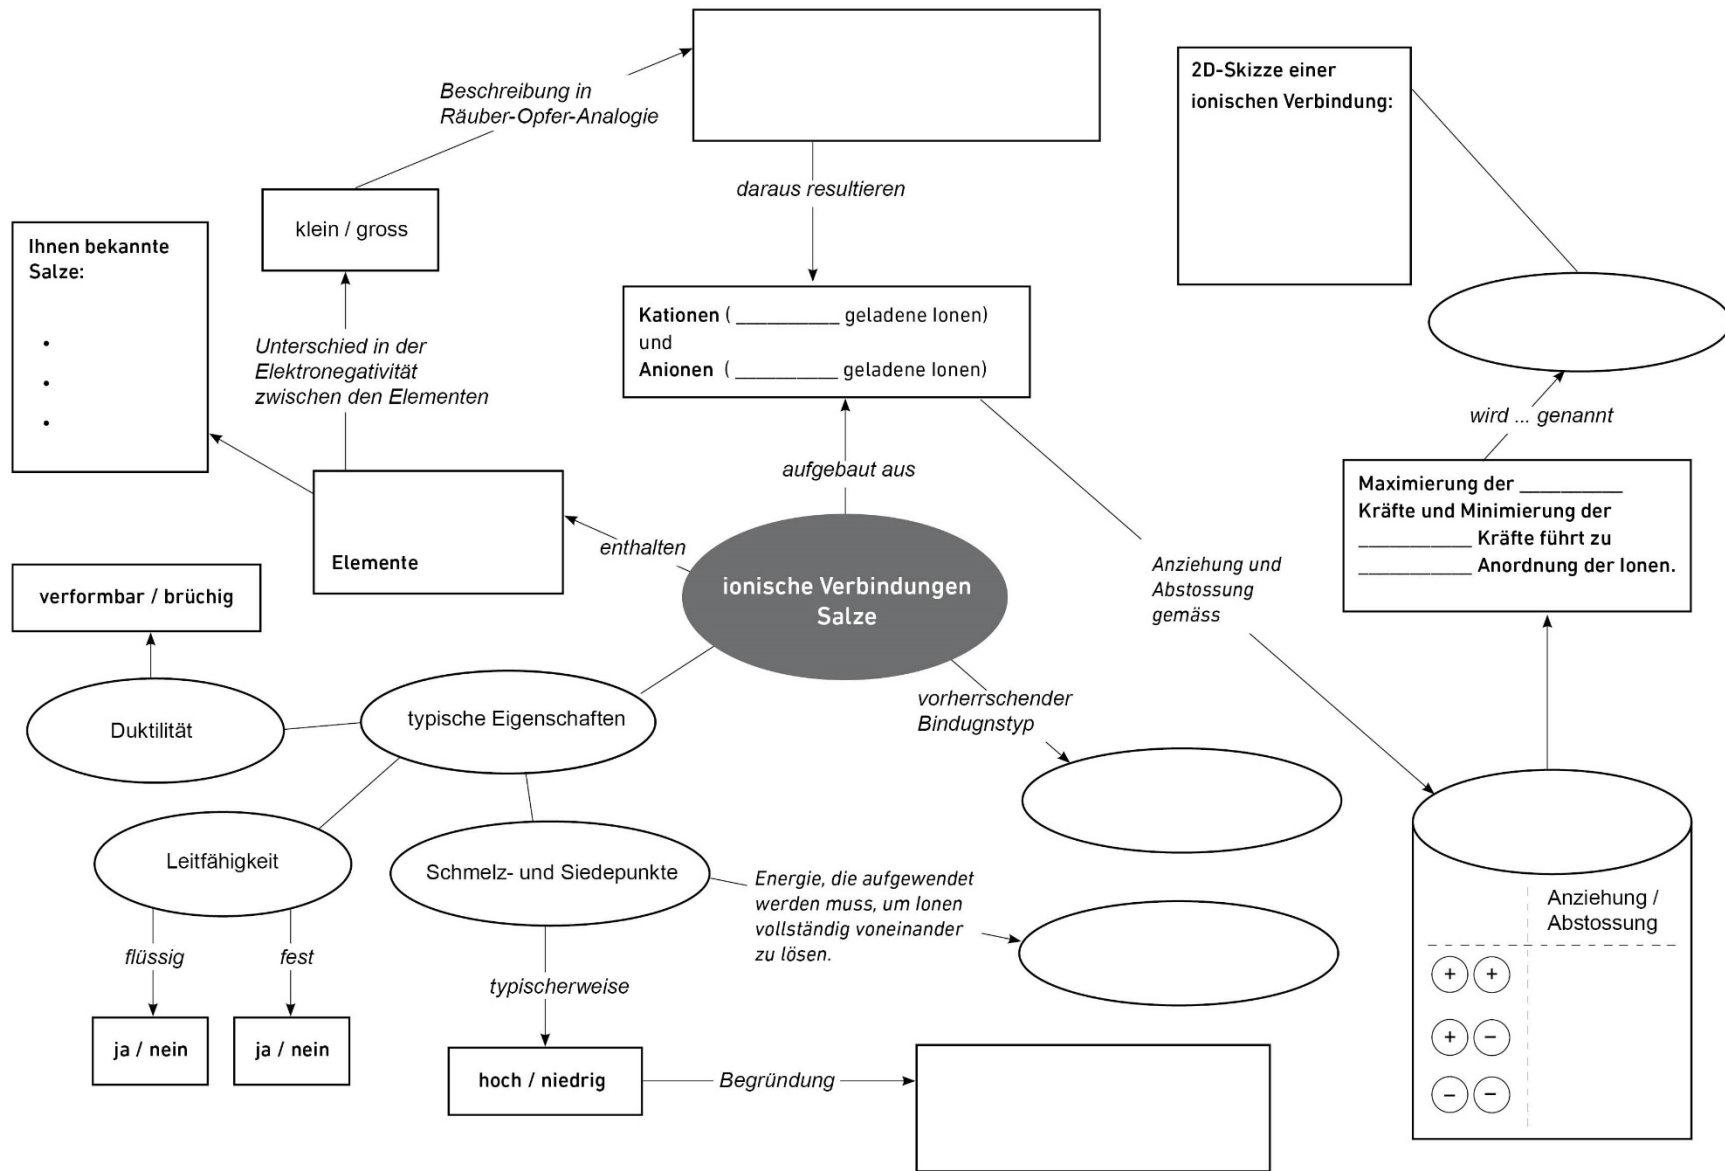 Beschreibung in
Räuber-Opfer-Analogie
2D-Skizze einer
ionischen Verbindung:
daraus resultieren
klein / gross
Ihnen bekannte
Salze:
•
•
•
Kationen ( __________ geladene Ionen)
und
Anionen ( __________ geladene Ionen)
Unterschied in der
Elektronegativität
zwischen den Elementen
wird ... genannt
aufgebaut aus
Maximierung der __________
Kräfte und Minimierung der
___________ Kräfte führt zu
___________ Anordnung der Ionen.
enthalten
Elemente
ionische Verbindungen
Salze
Anziehung und
Abstossung
gemäss
verformbar / brüchig
vorherrschender
Bindugnstyp
Duktilität
typische Eigenschaften
Leitfähigkeit
Schmelz- und Siedepunkte
Energie, die aufgewendet
werden muss, um Ionen
vollständig voneinander
zu lösen.
Anziehung /
Abstossung
flüssig
fest
typischerweise
+ +
+ −
− −
ja / nein
ja / nein
hoch / niedrig
Begründung